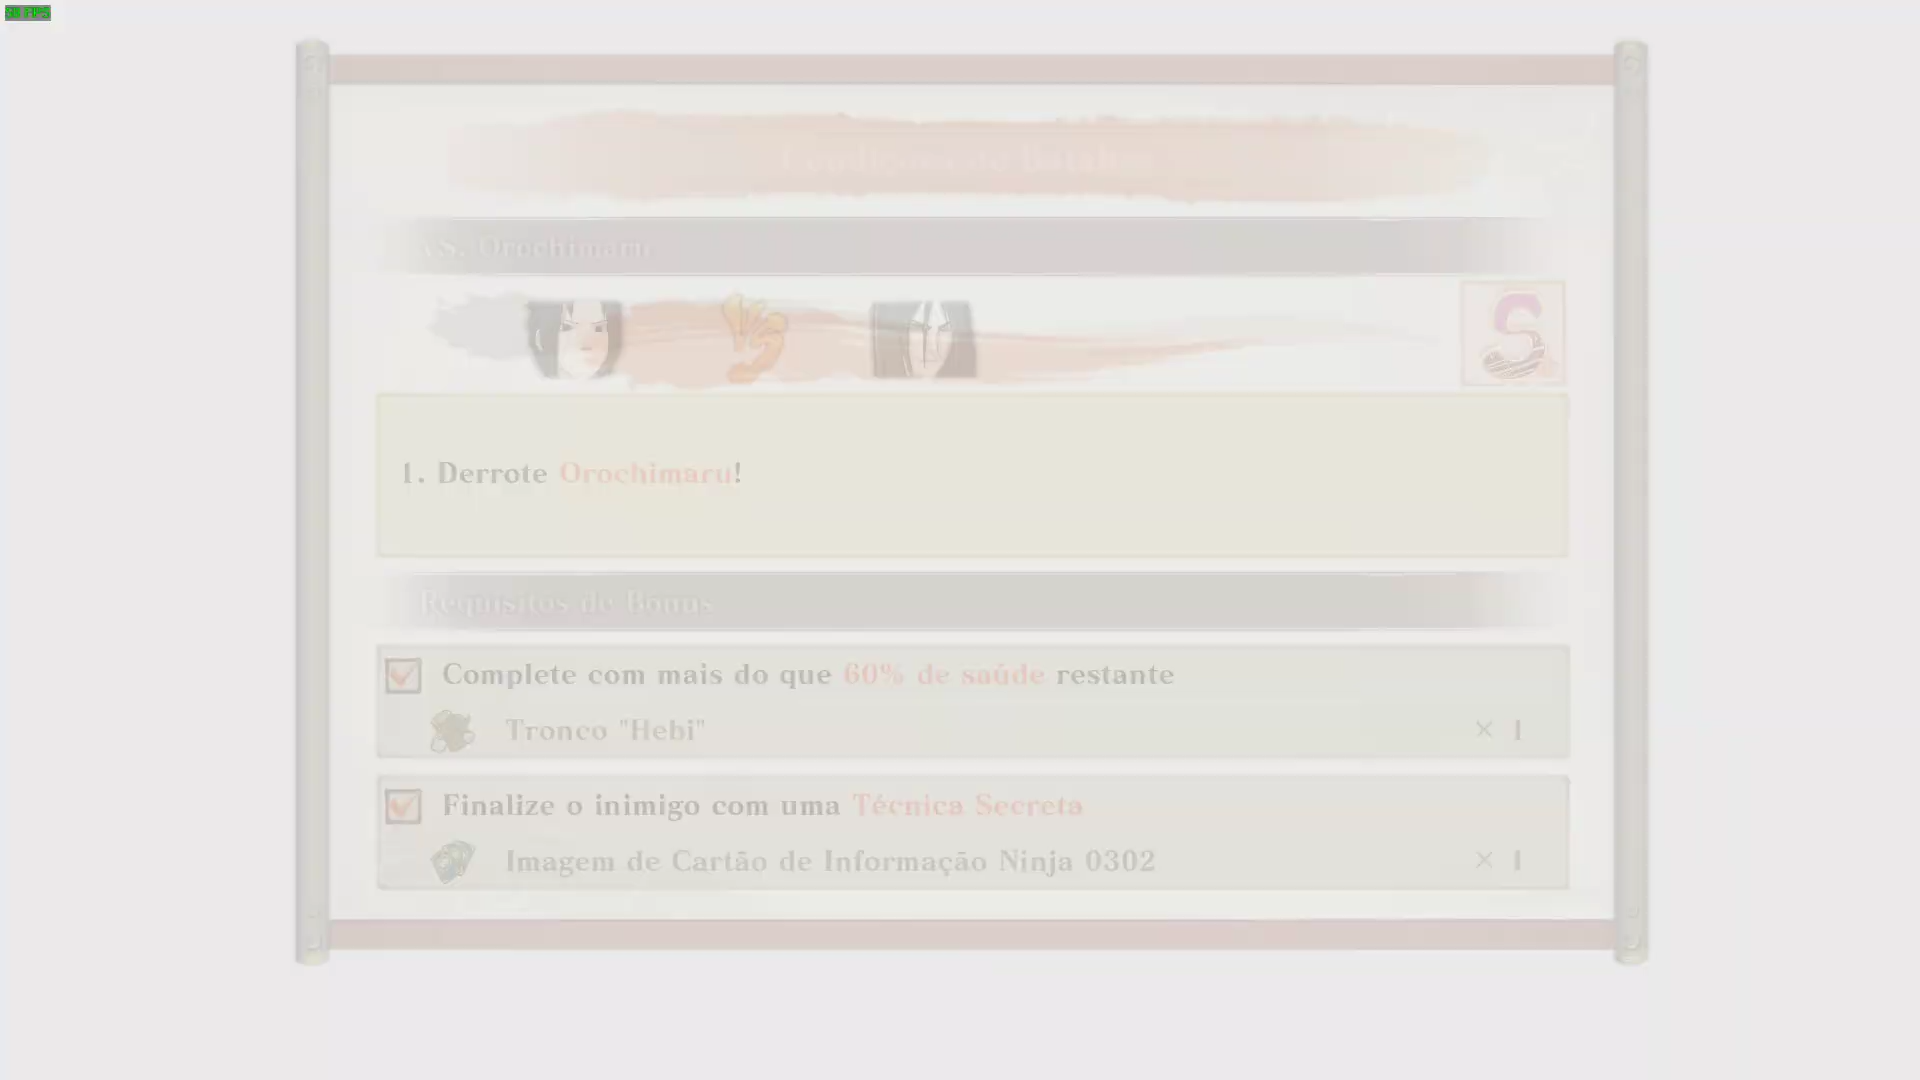 Condições de Batalha
VS. Orochimaru
VS
S
1. Derrote Orochimaru!
Requisitos de Bônus
Complete com mais do que 60% de saúde restante
Tronco "Hebi" × 1
Finalize o inimigo com uma Técnica Secreta
Imagem de Cartão de Informação Ninja 0302 × 1